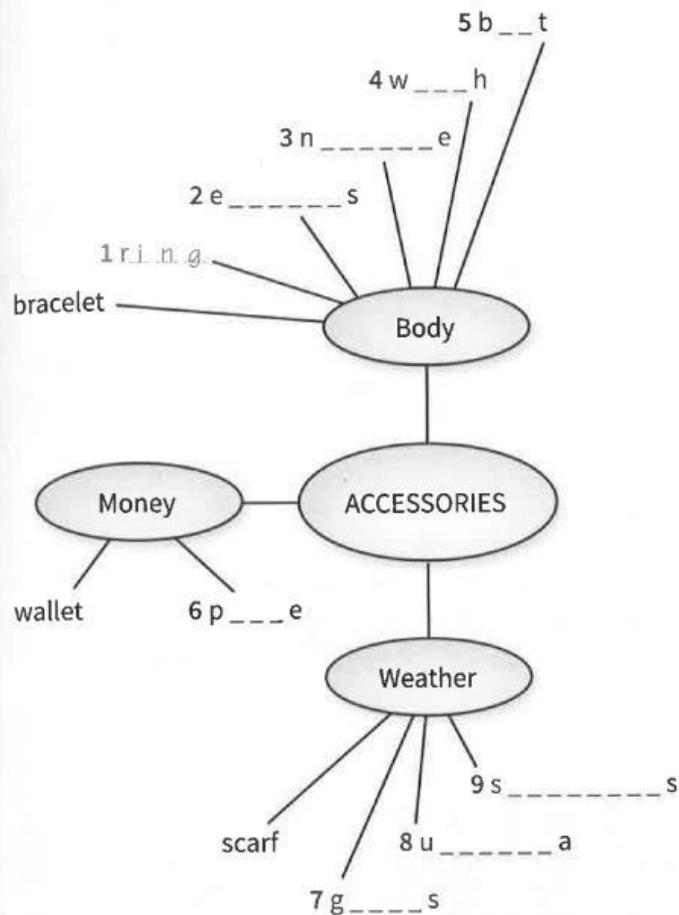 5 b _ _ t
4 w _ _ _ h
3 n _ _ _ _ _ _ e
2 e _ _ _ _ _ _ s
1 r i n g
bracelet
Body
Money
ACCESSORIES
wallet
6 p _ _ _ e
Weather
9 s _ _ _ _ _ _ _ _ s
scarf
8 u _ _ _ _ _ _ a
7 g _ _ _ _ s